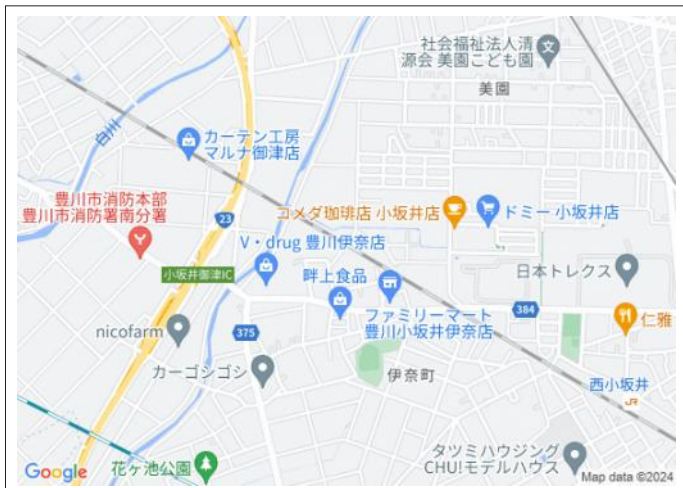 社会福祉法人清
源会 美園こども園
美園
カーテン工房
マルナ御津店
豊川市消防本部
豊川市消防署南分署
23
コメダ珈琲店 小坂井店
ドミー 小坂井店
V・drug 豊川伊奈店
小坂井御津IC
畔上食品
日本トレクス
ファミリーマート
豊川小坂井伊奈店
384
仁雅
nicofarm
375
カーゴシゴシ
伊奈町
西小坂井
JR
花ヶ池公園
タツミハウジング
CHU!モデルハウス
Google
Map data ©2024